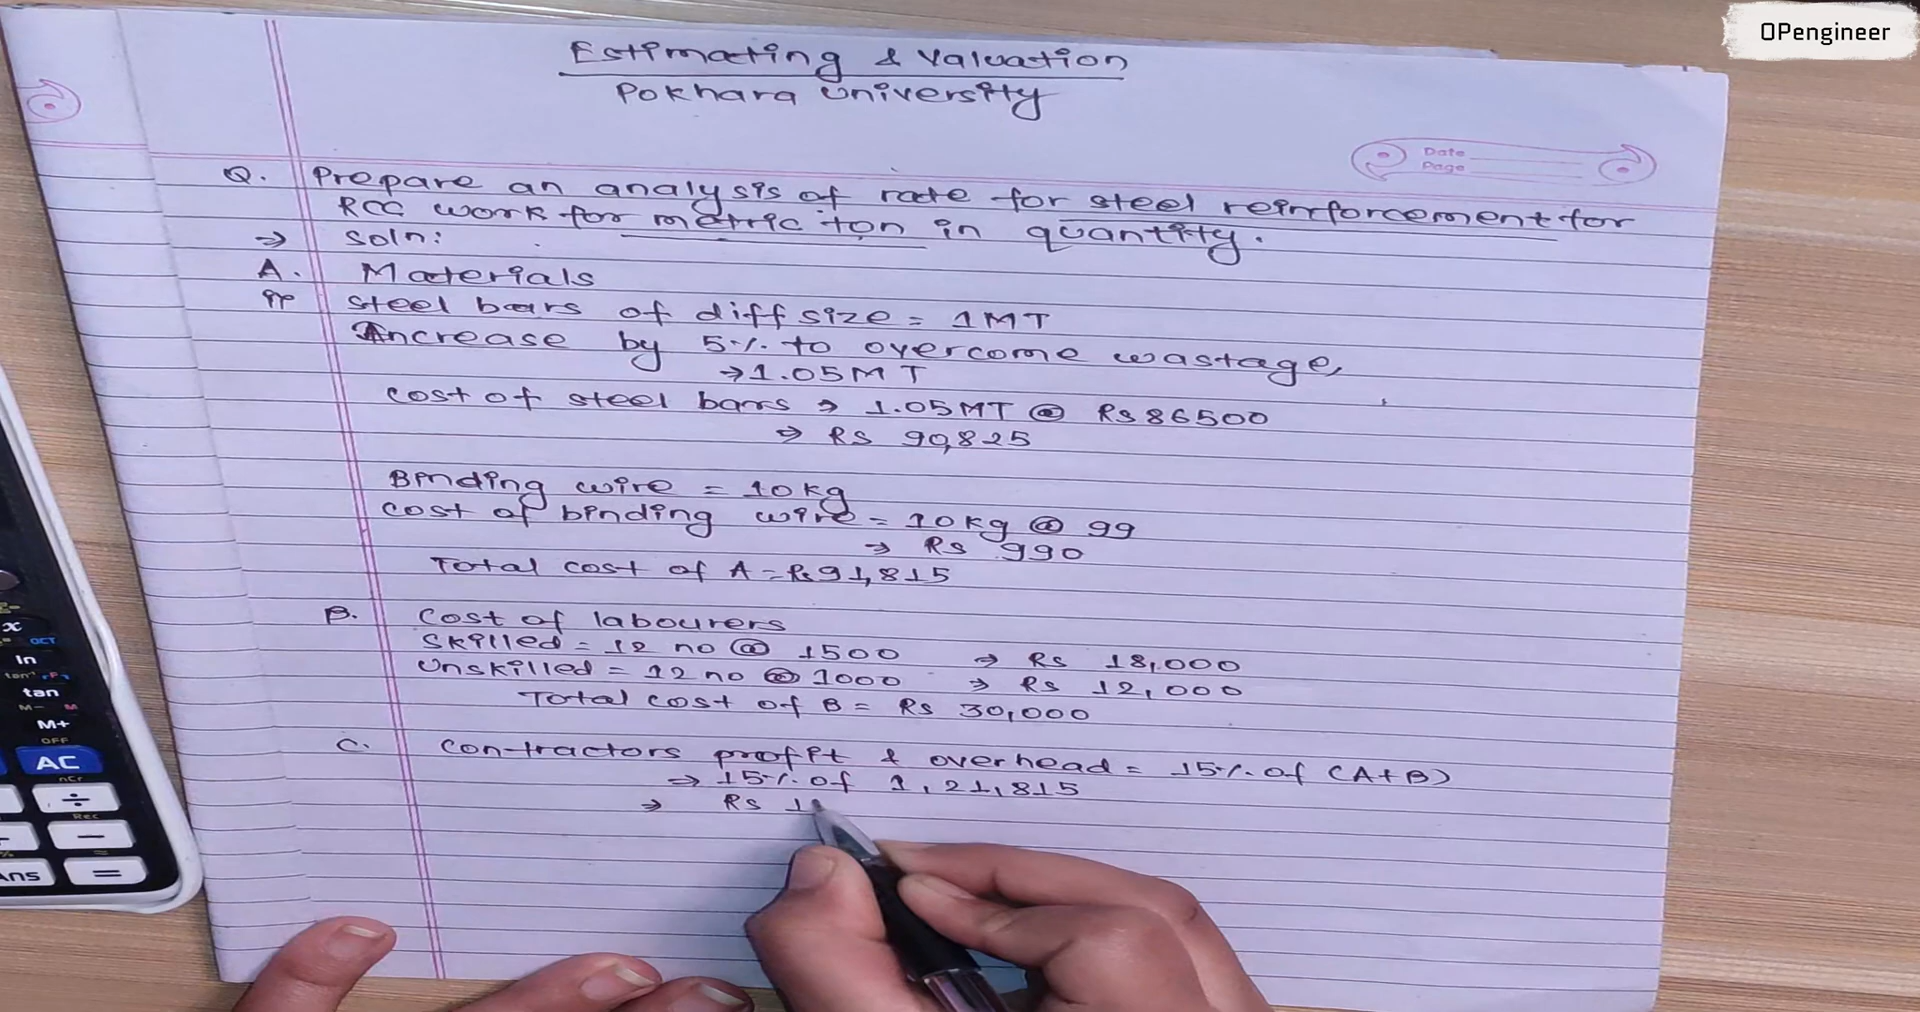 OPengineer
Estimating & Valuation
Pokhara University
Date
Page
Q. Prepare an analysis of rate for steel reinforcement for
RCC work for metric ton in quantity.
⇒ Soln:
A. Materials
steel bars of diff size = 1MT
Increase by 5% to overcome wastage,
→ 1.05MT
Cost of steel bars → 1.05MT @ Rs 86500
⇒ RS 90,825
Binding wire = 10kg
Cost of binding wire = 10kg @ 99
→ Rs 990
Total cost of A = Rs 91,815
B. Cost of labourers
Skilled = 12 no @ 1500 ⇒ Rs 18,000
Unskilled = 12 no @ 1000 ⇒ Rs 12,000
Total cost of B = Rs 30,000
C. Contractors profit & overhead = 15% of (A+B)
→ 15% of 1,21,815
⇒ Rs 1
x
OCT
ln
tan
M- M
M+
OFF
AC
nCr
÷
Rec
−
Ans =